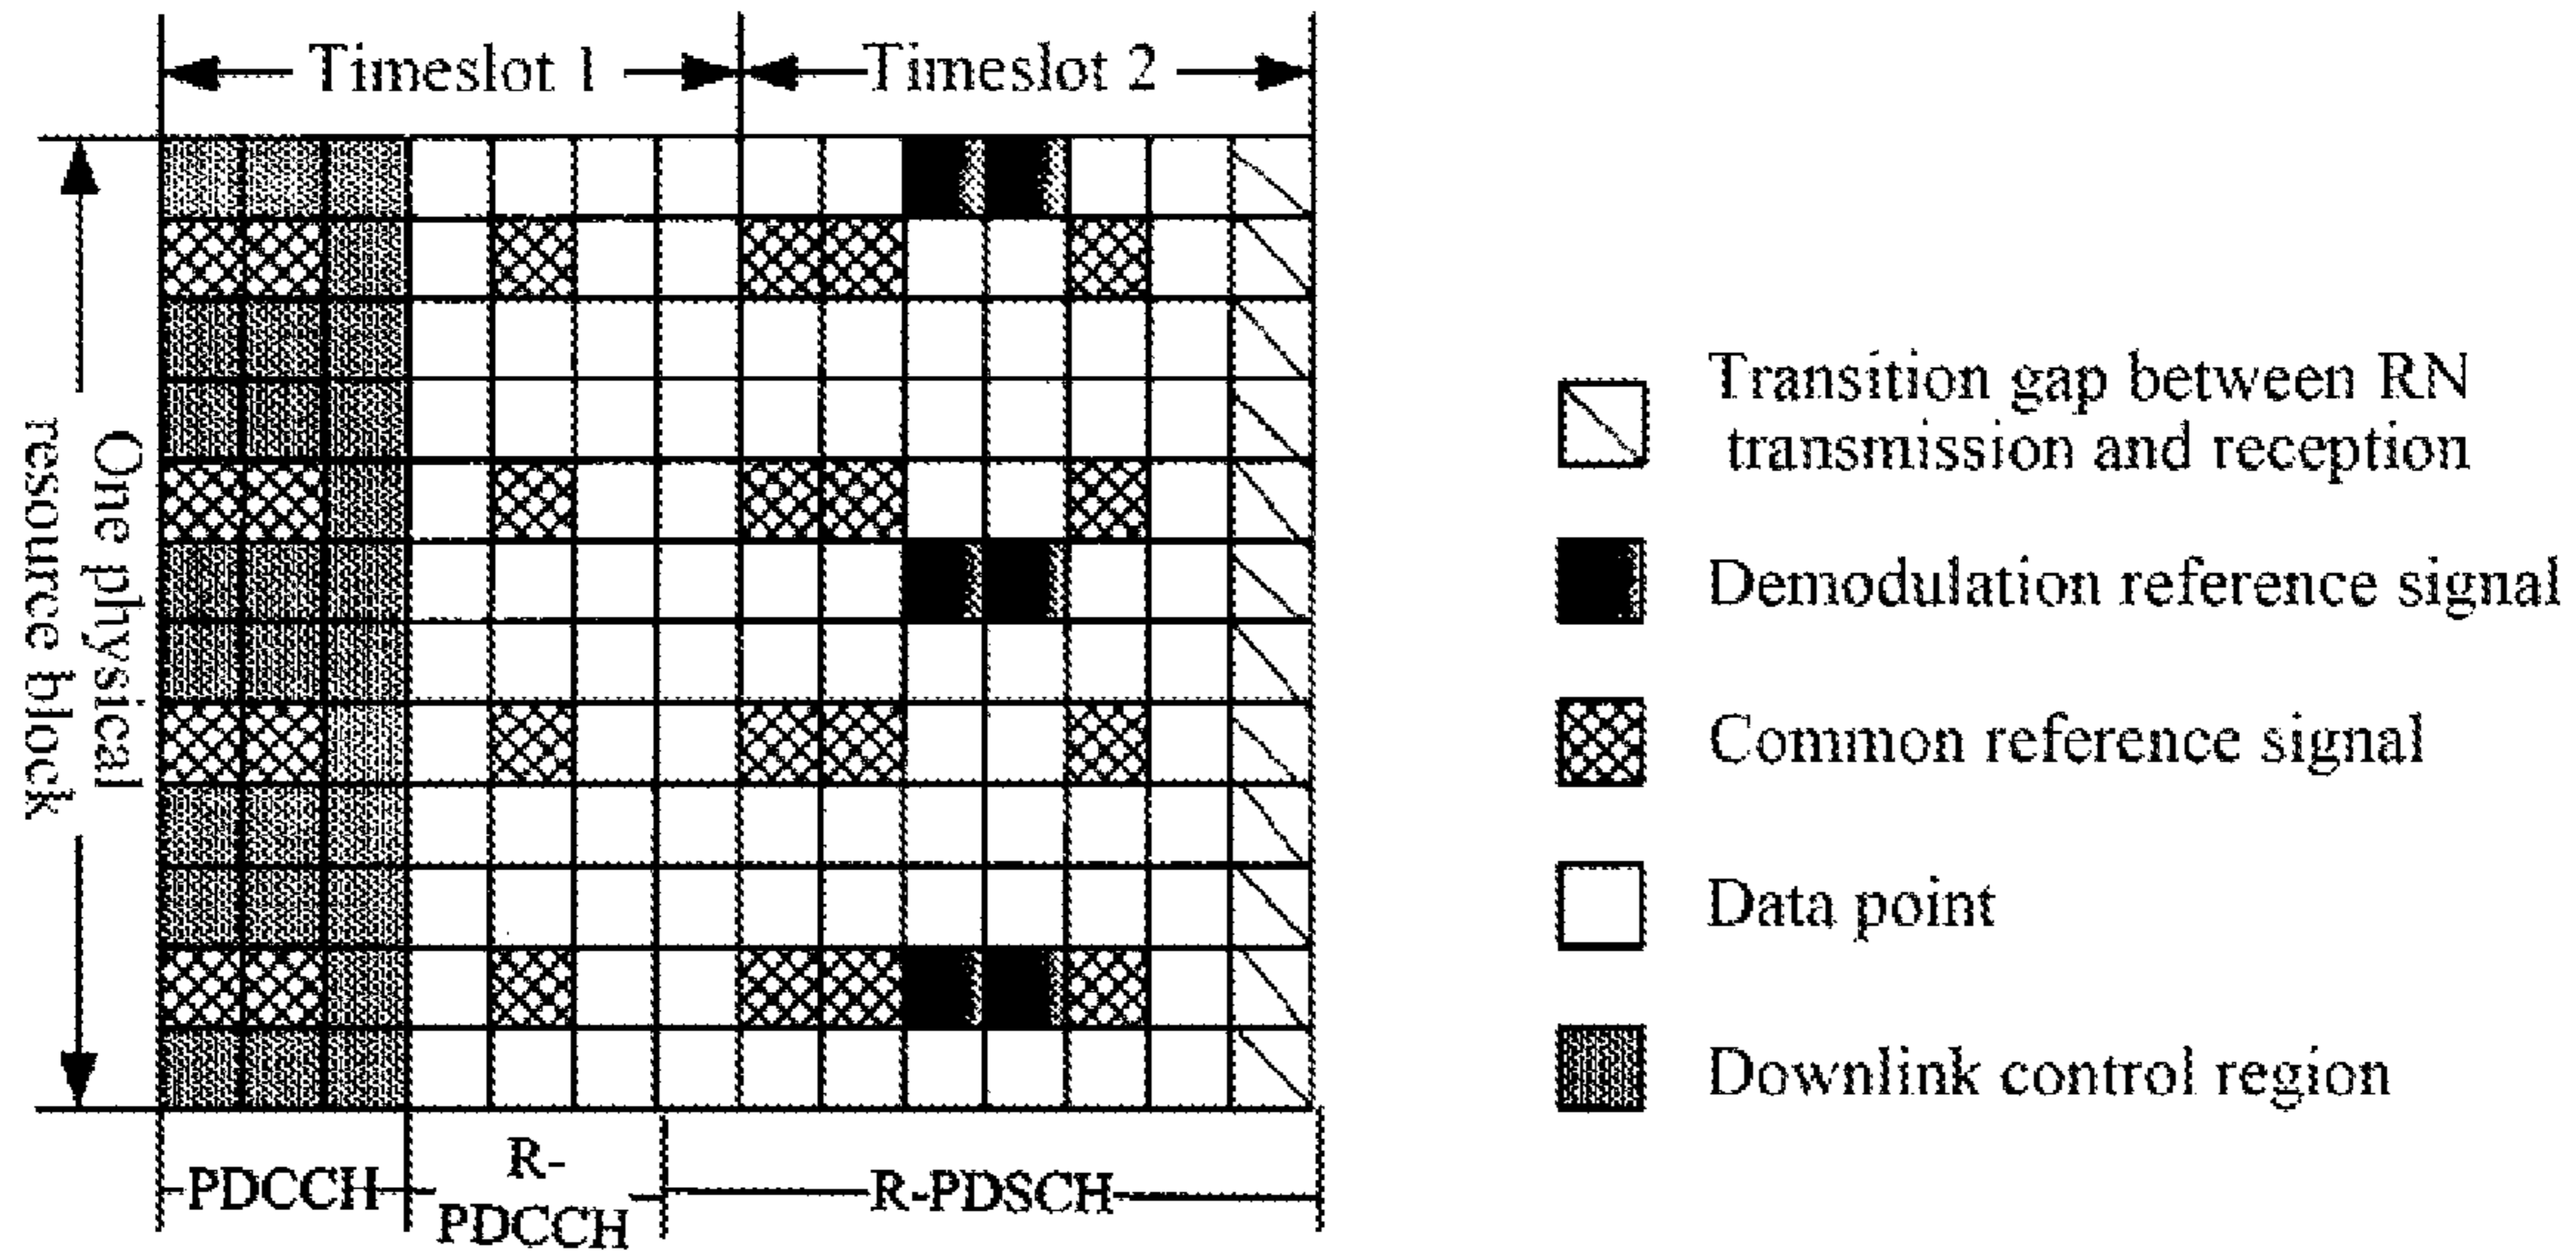 Timeslot 1
Timeslot 2
One physical
resource block
Transition gap between RN
transmission and reception
Demodulation reference signal
Common reference signal
Data point
Downlink control region
PDCCH
R-
PDCCH
R-PDSCH